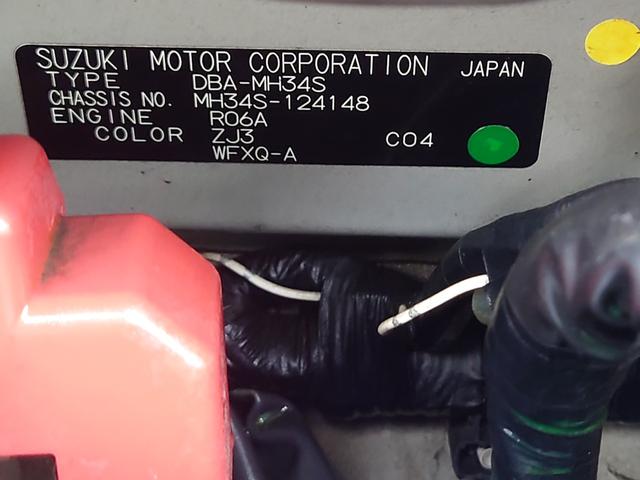 SUZUKI MOTOR CORPORATION JAPAN
TYPE DBA-MH34S
CHASSIS NO. MH34S-124148
ENGINE R06A
COLOR ZJ3 C04
WFXQ-A